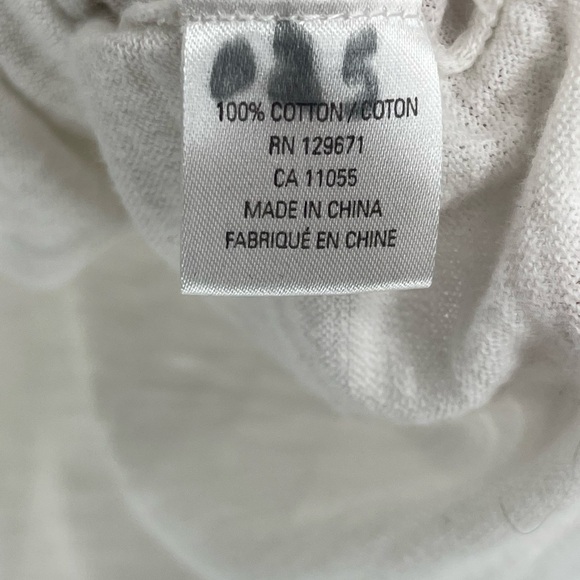 100% COTTON / COTON
RN 129671
CA 11055
MADE IN CHINA
FABRIQUÉ EN CHINE